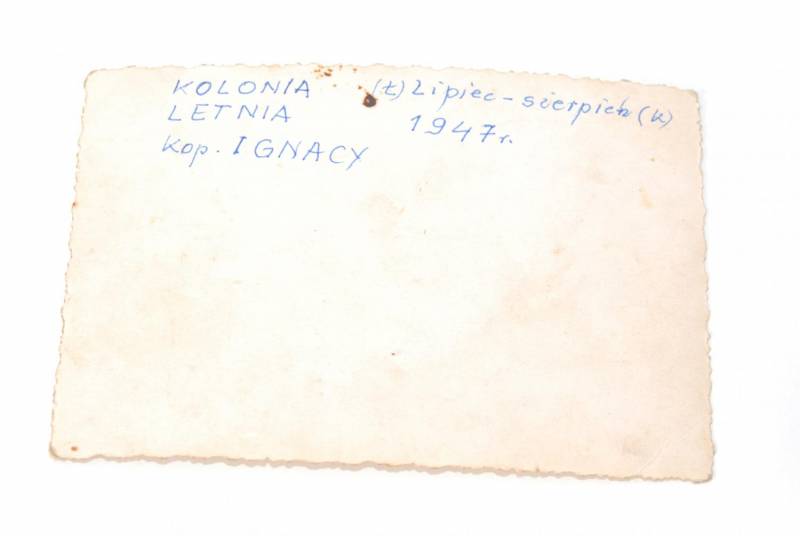 KOLONIA
LETNIA
kop. IGNACY
(Ł) Lipiec - sierpień (k)
1947r.